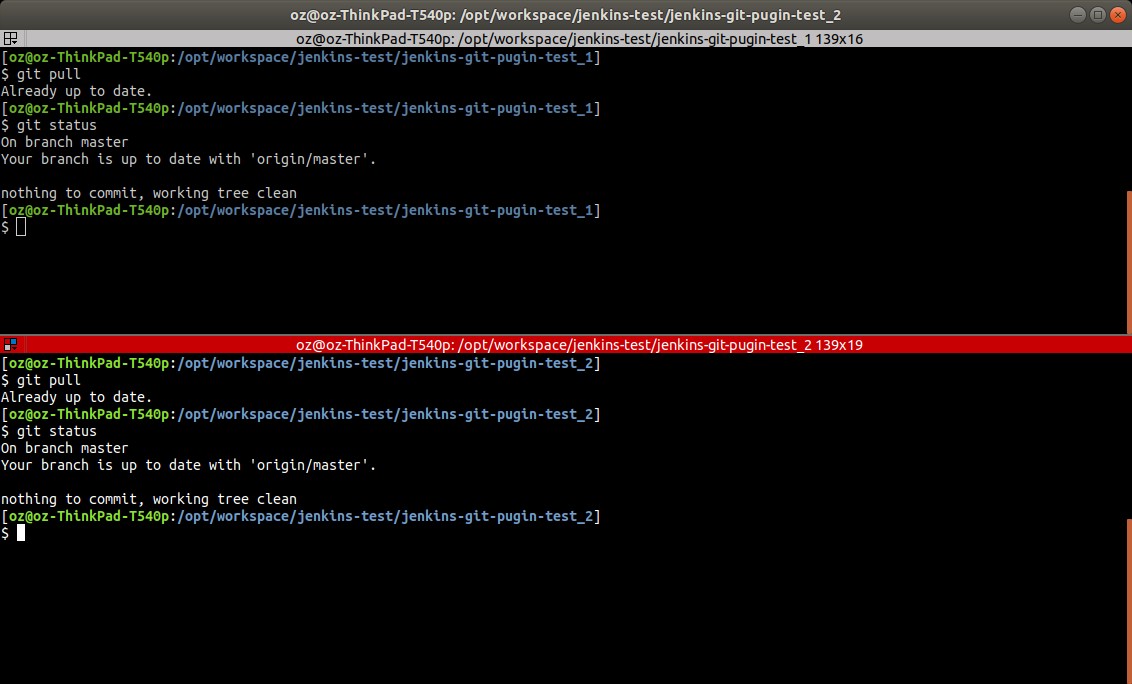 oz@oz-ThinkPad-T540p: /opt/workspace/jenkins-test/jenkins-git-pugin-test_2
oz@oz-ThinkPad-T540p: /opt/workspace/jenkins-test/jenkins-git-pugin-test_1 139x16
[oz@oz-ThinkPad-T540p:/opt/workspace/jenkins-test/jenkins-git-pugin-test_1]
$ git pull
Already up to date.
[oz@oz-ThinkPad-T540p:/opt/workspace/jenkins-test/jenkins-git-pugin-test_1]
$ git status
On branch master
Your branch is up to date with 'origin/master'.
nothing to commit, working tree clean
[oz@oz-ThinkPad-T540p:/opt/workspace/jenkins-test/jenkins-git-pugin-test_1]
$
oz@oz-ThinkPad-T540p: /opt/workspace/jenkins-test/jenkins-git-pugin-test_2 139x19
[oz@oz-ThinkPad-T540p:/opt/workspace/jenkins-test/jenkins-git-pugin-test_2]
$ git pull
Already up to date.
[oz@oz-ThinkPad-T540p:/opt/workspace/jenkins-test/jenkins-git-pugin-test_2]
$ git status
On branch master
Your branch is up to date with 'origin/master'.
nothing to commit, working tree clean
[oz@oz-ThinkPad-T540p:/opt/workspace/jenkins-test/jenkins-git-pugin-test_2]
$